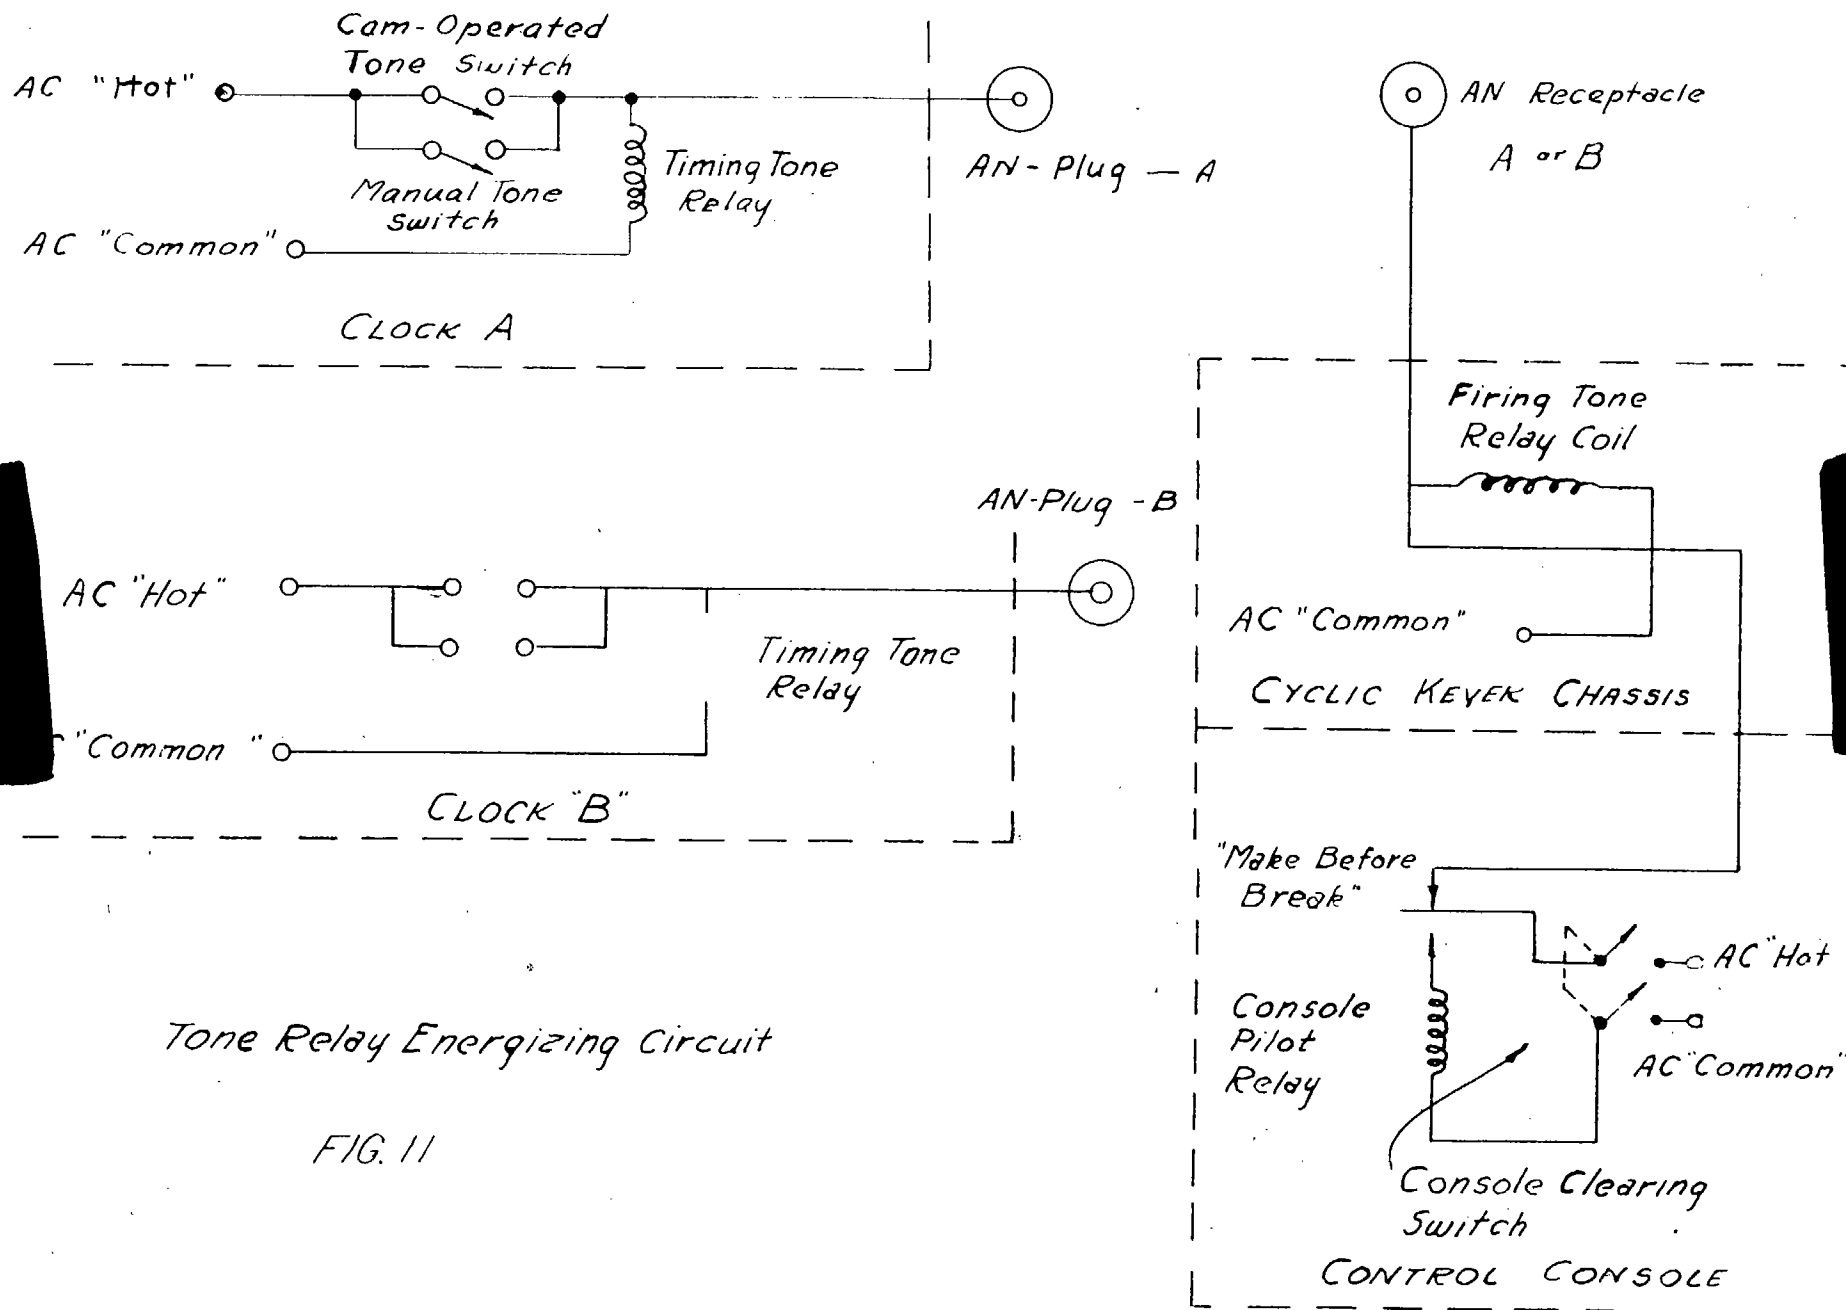 Cam-Operated
Tone Switch
AC "Hot"
Manual Tone
Switch
Timing Tone
Relay
AC "Common"
CLOCK A
AN-Plug — A
AN Receptacle
A or B
Firing Tone
Relay Coil
AC "Common"
CYCLIC KEYEK CHASSIS
AN-Plug - B
AC "Hot"
Timing Tone
Relay
"Common "
CLOCK "B"
"Make Before
Break"
AC "Hot
AC "Common"
Console
Pilot
Relay
Console Clearing
Switch
CONTROL CONSOLE
Tone Relay Energizing Circuit
FIG. 11